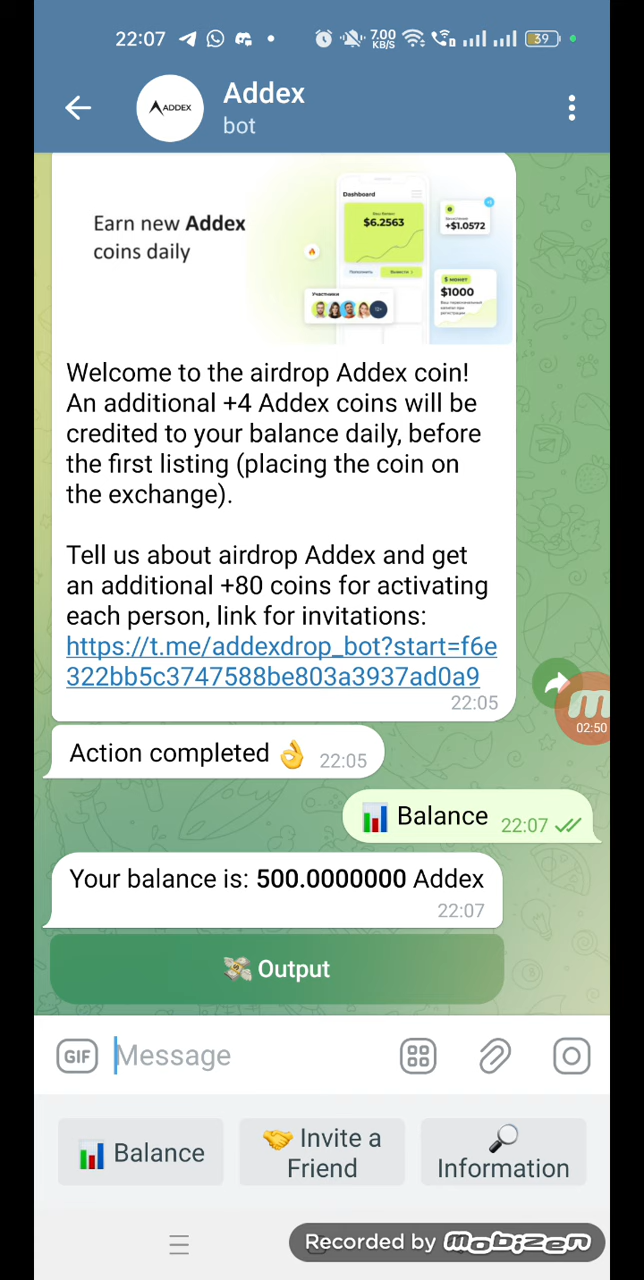 22:07
7.00
KB/S
39
ADDEX
Addex
bot
Earn new Addex
coins daily
Dashboard
$6.2563
+$1.0572
$1000
Welcome to the airdrop Addex coin!
An additional +4 Addex coins will be
credited to your balance daily, before
the first listing (placing the coin on
the exchange).
Tell us about airdrop Addex and get
an additional +80 coins for activating
each person, link for invitations:
https://t.me/addexdrop_bot?start=f6e
322bb5c3747588be803a3937ad0a9
22:05
02:50
Action completed 👌 22:05
📊 Balance 22:07
Your balance is: 500.0000000 Addex
22:07
💸 Output
GIF Message
📊 Balance
🤝 Invite a
Friend
🔎
Information
Recorded by mobizen